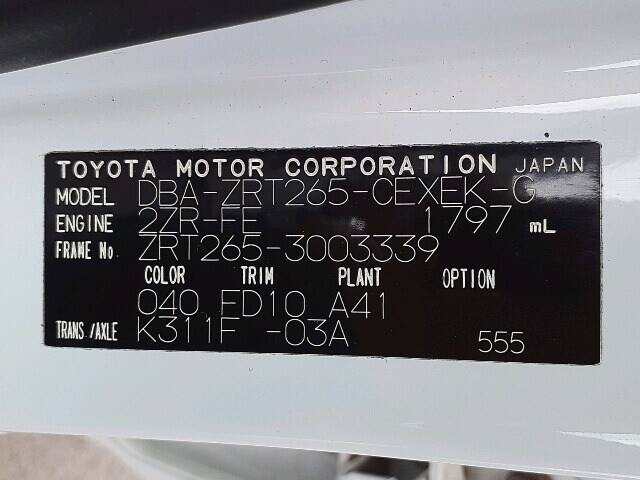 TOYOTA MOTOR CORPORATION JAPAN
MODEL DBA-ZRT265-CEXEK-G
ENGINE 2ZR-FE 1797 mL
FRAME No. ZRT265-3003339
COLOR TRIM PLANT OPTION
040 FD10 A41
TRANS./AXLE K311F -03A 555